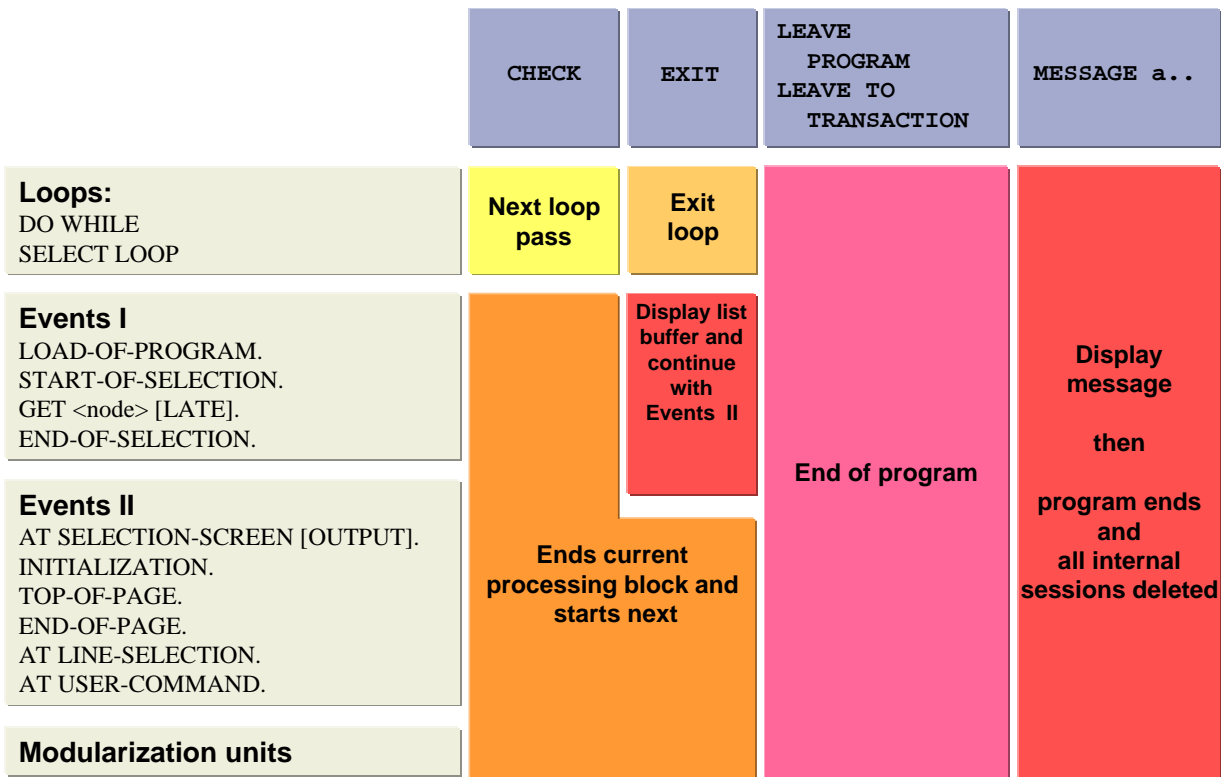 CHECK
EXIT
LEAVE
PROGRAM
LEAVE TO
TRANSACTION
MESSAGE a..
Loops:
DO WHILE
SELECT LOOP
Next loop
pass
Exit
loop
Events I
LOAD-OF-PROGRAM.
START-OF-SELECTION.
GET <node> [LATE].
END-OF-SELECTION.
Display list
buffer and
continue
with
Events II
Events II
AT SELECTION-SCREEN [OUTPUT].
INITIALIZATION.
TOP-OF-PAGE.
END-OF-PAGE.
AT LINE-SELECTION.
AT USER-COMMAND.
Ends current
processing block and
starts next
End of program
Display
message
then
program ends
and
all internal
sessions deleted
Modularization units